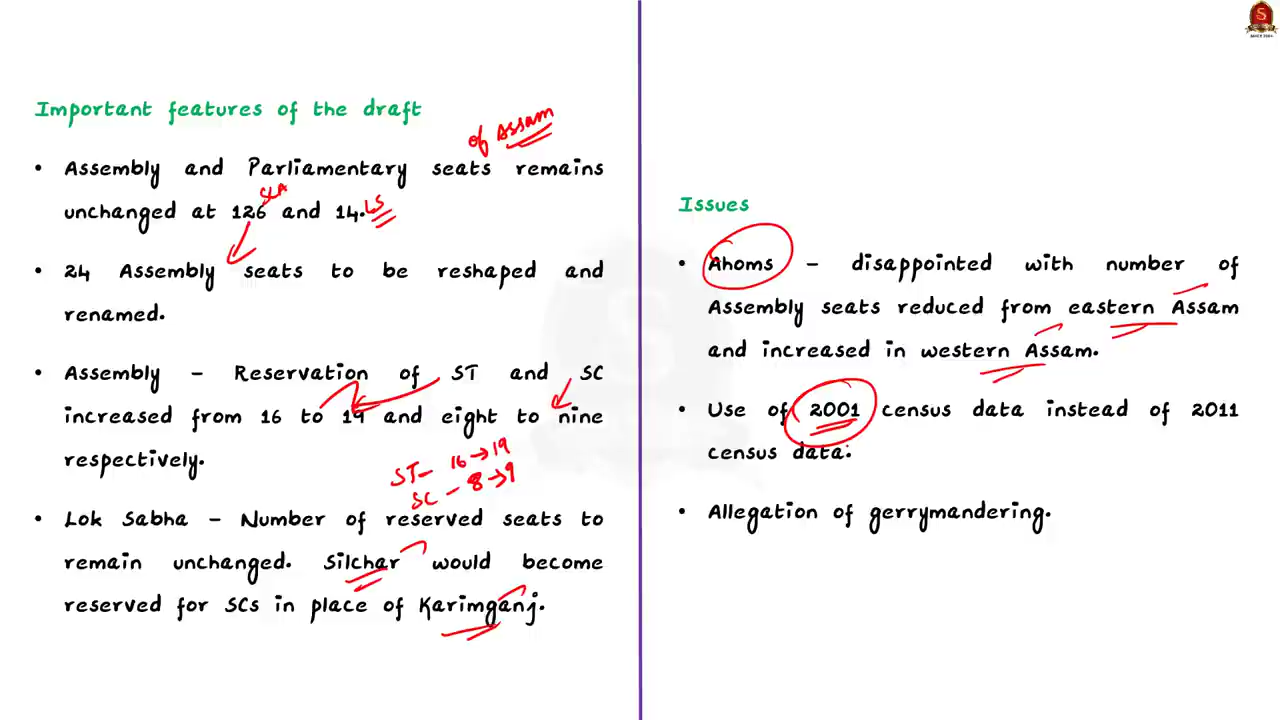 Important features of the draft
of Assam
• Assembly and Parliamentary seats remains
SLA
unchanged at 126 and 14. LS
• 24 Assembly seats to be reshaped and
renamed.
• Assembly – Reservation of ST and SC
increased from 16 to 19 and eight to nine
respectively.
ST – 16 → 19
SC – 8 → 9
• Lok Sabha – Number of reserved seats to
remain unchanged. Silchar would become
reserved for SCs in place of Karimganj.
Issues
• Ahoms – disappointed with number of
Assembly seats reduced from eastern Assam
and increased in western Assam.
• Use of 2001 census data instead of 2011
census data.
• Allegation of gerrymandering.
S